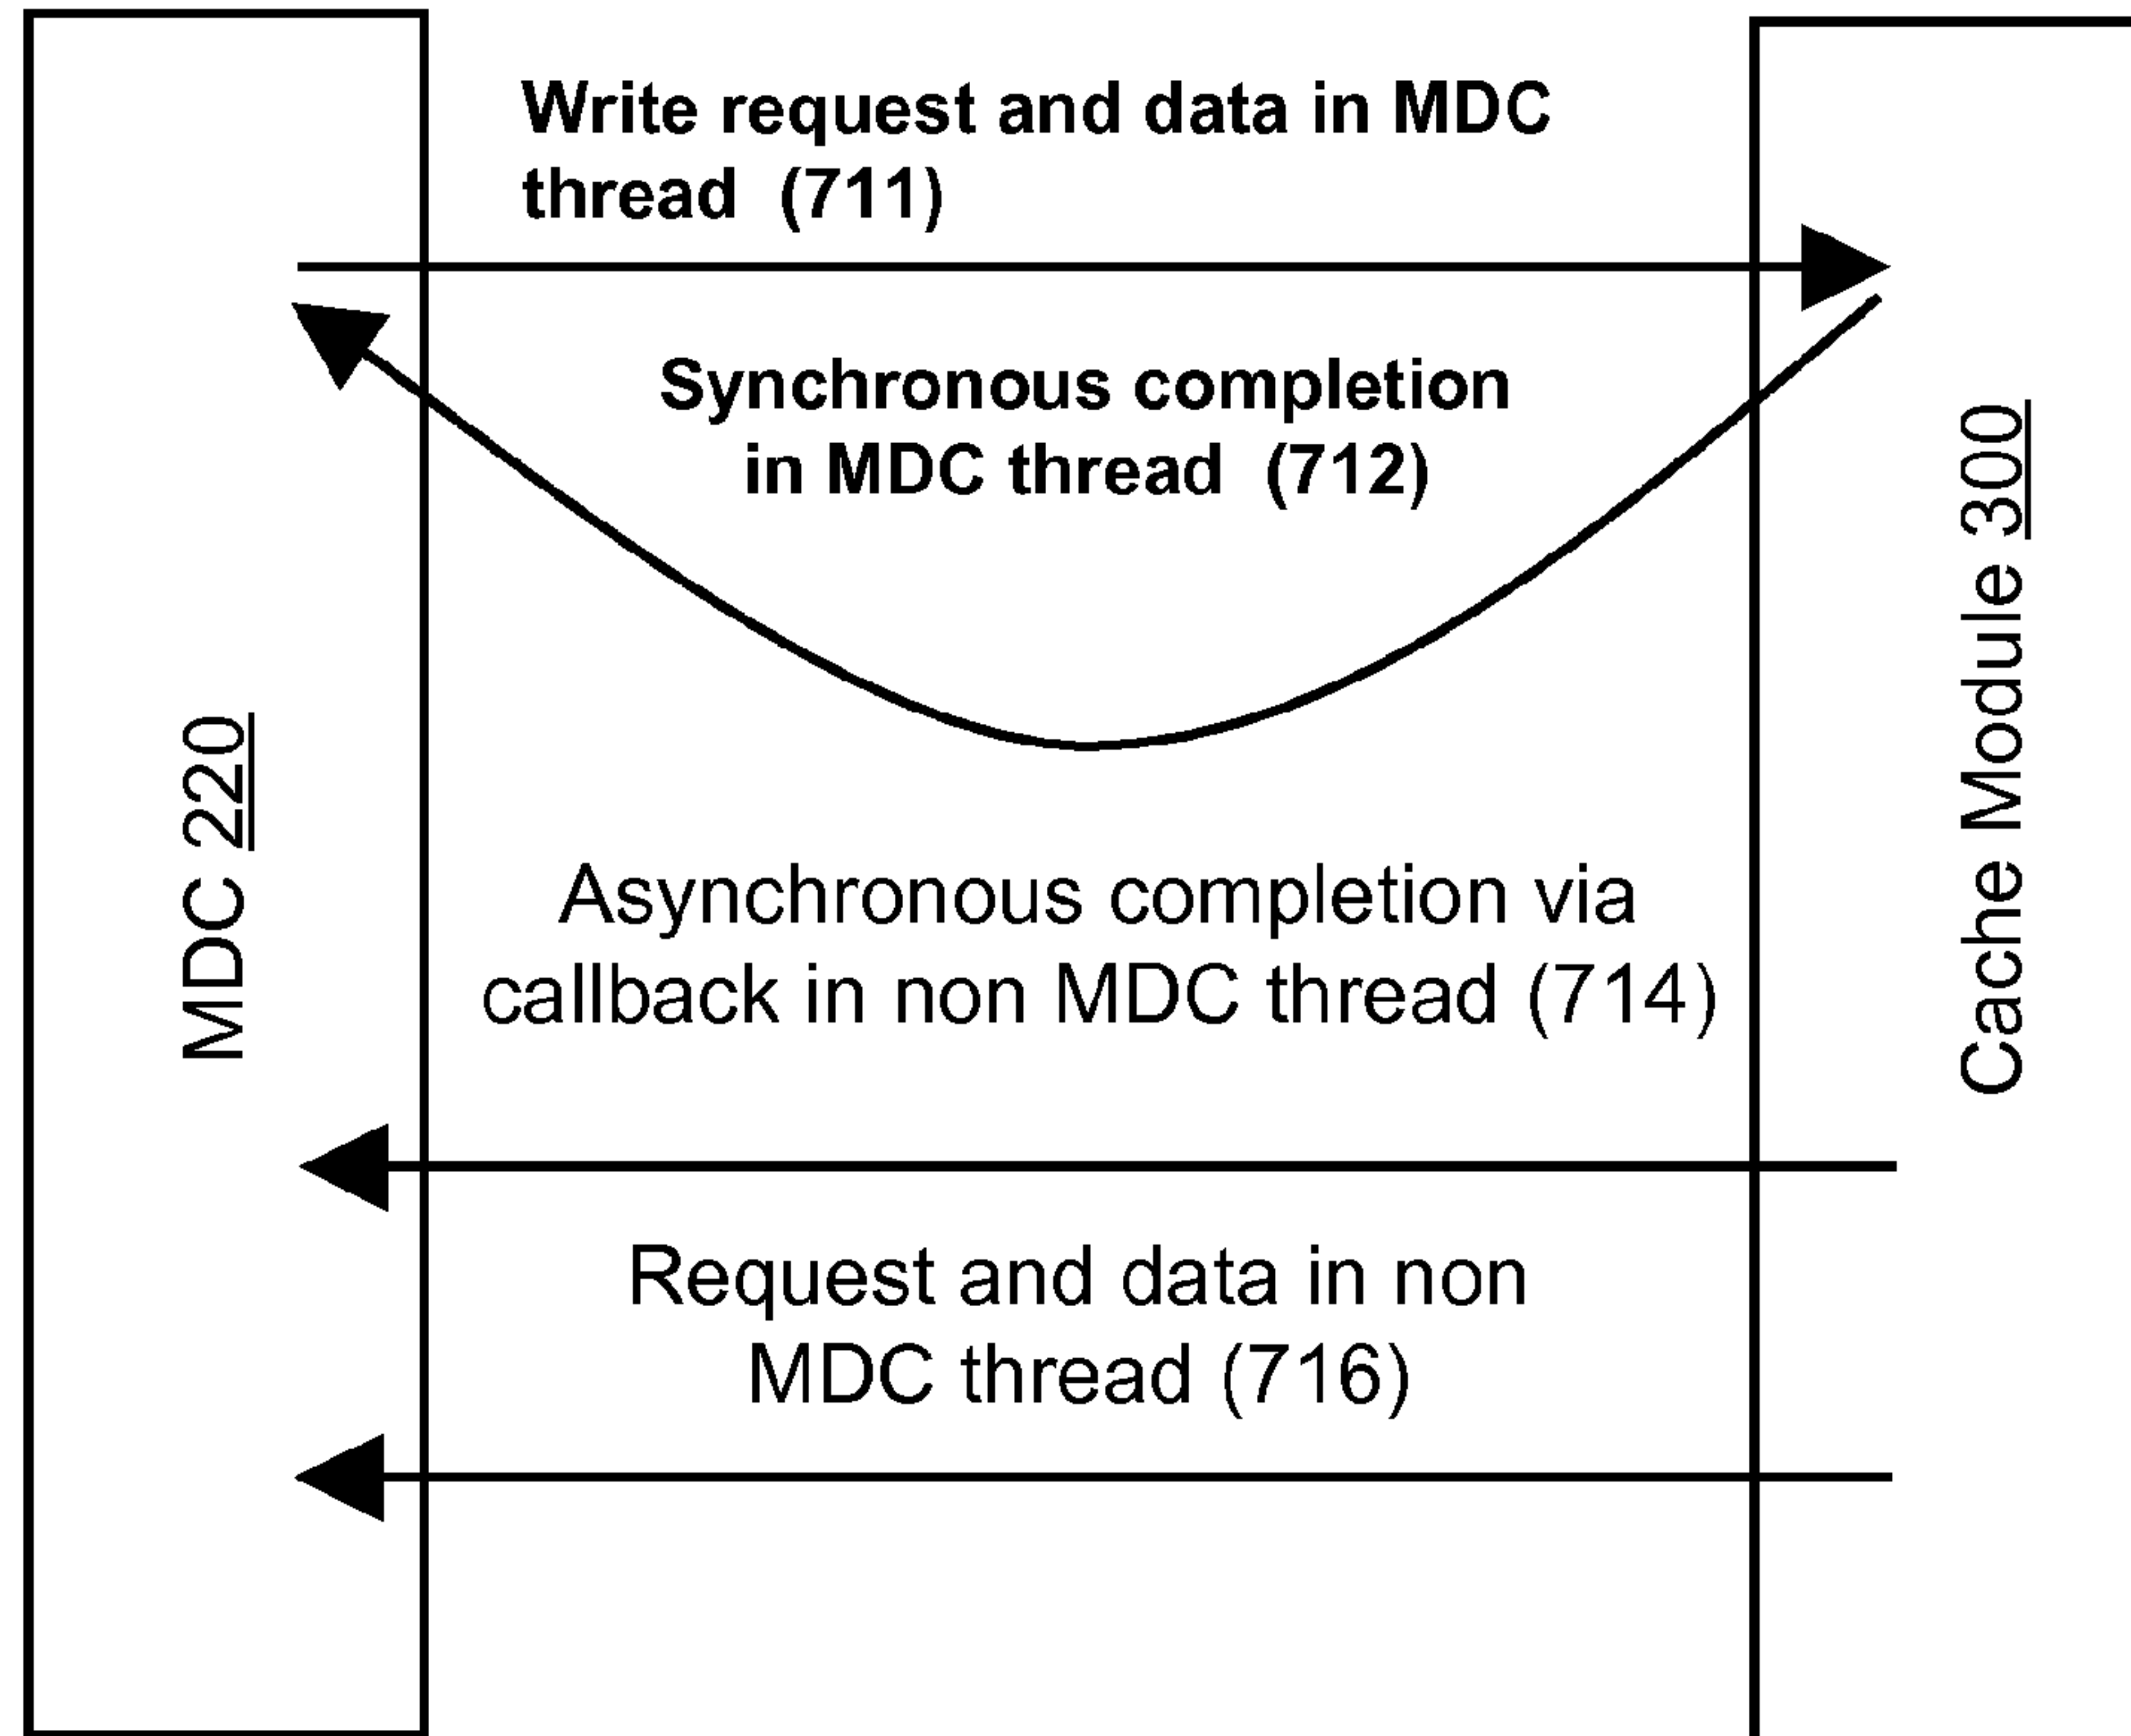 Write request and data in MDC
thread (711)
Synchronous completion
in MDC thread (712)
MDC 220
Cache Module 300
Asynchronous completion via
callback in non MDC thread (714)
Request and data in non
MDC thread (716)